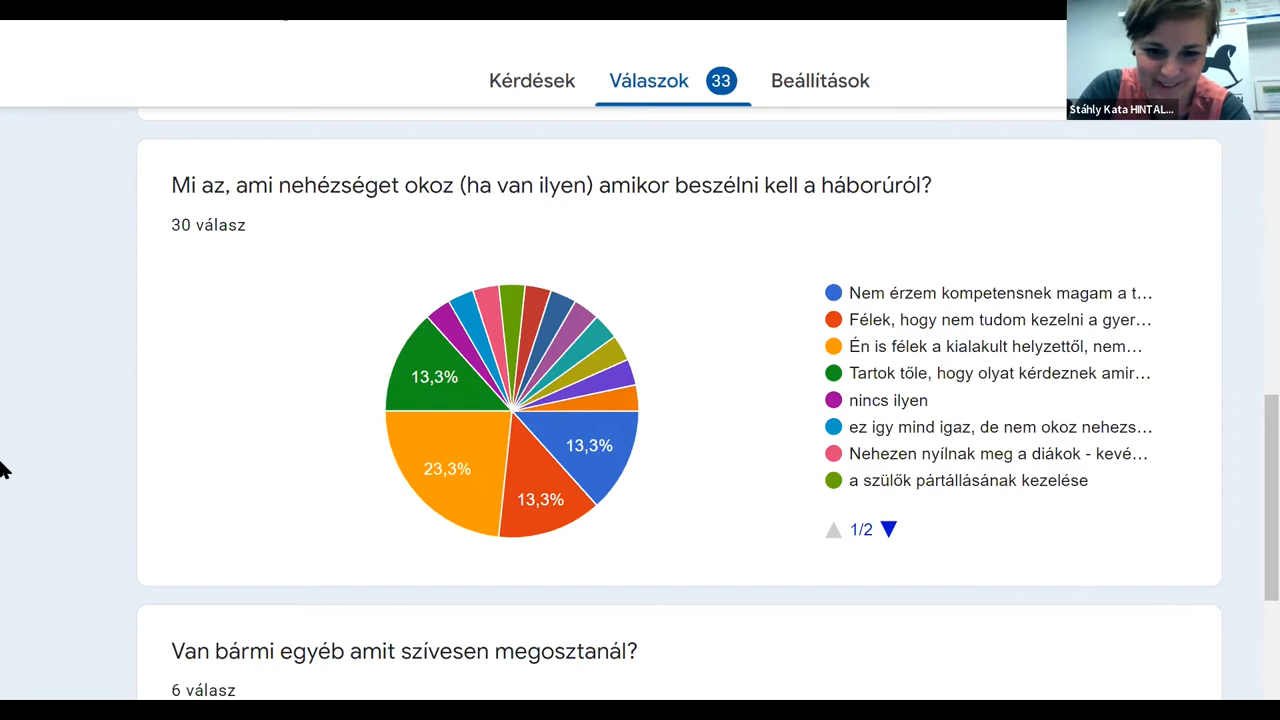 Kérdések Válaszok 33 Beállítások
Stáhly Kata HINTAL...
Mi az, ami nehézséget okoz (ha van ilyen) amikor beszélni kell a háborúról?
30 válasz
Nem érzem kompetensnek magam a t...
Félek, hogy nem tudom kezelni a gyer...
Én is félek a kialakult helyzettől, nem...
Tartok tőle, hogy olyat kérdeznek amir...
nincs ilyen
ez igy mind igaz, de nem okoz nehezs...
Nehezen nyílnak meg a diákok - kevé...
a szülők pártállásának kezelése
1/2
13,3%
13,3%
23,3%
13,3%
Van bármi egyéb amit szívesen megosztanál?
6 válasz